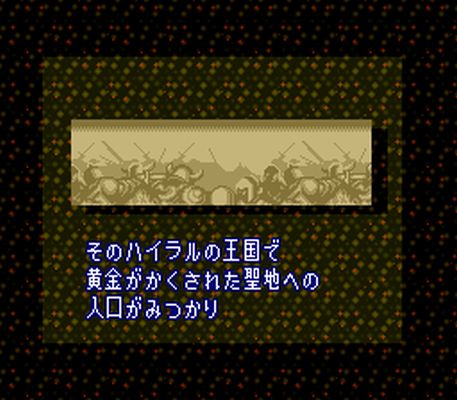 そのハイラルの王国で
黄金がかくされた聖地への
入口がみつかり